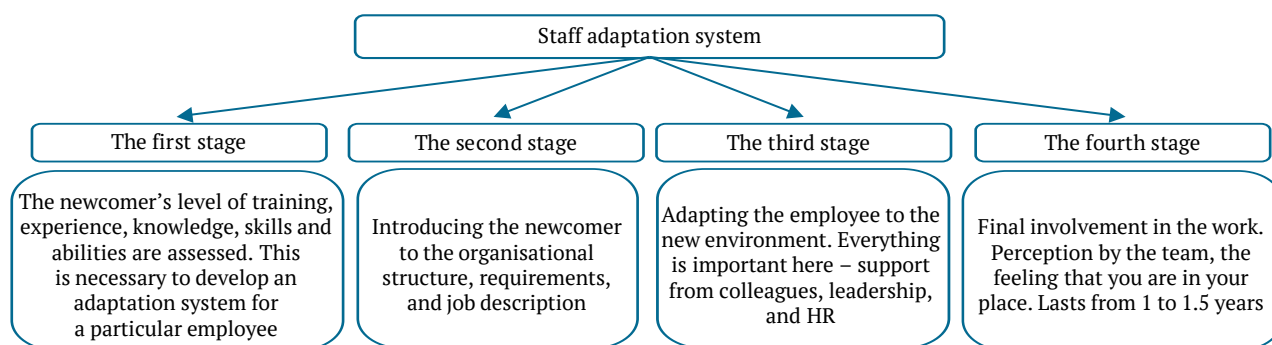 Staff adaptation system
The first stage
The second stage
The third stage
The fourth stage
The newcomer’s level of training,
experience, knowledge, skills and
abilities are assessed. This
is necessary to develop an
adaptation system for
a particular employee
Introducing the newcomer
to the organisational
structure, requirements,
and job description
Adapting the employee to the
new environment. Everything
is important here – support
from colleagues, leadership,
and HR
Final involvement in the work.
Perception by the team, the
feeling that you are in your
place. Lasts from 1 to 1.5 years